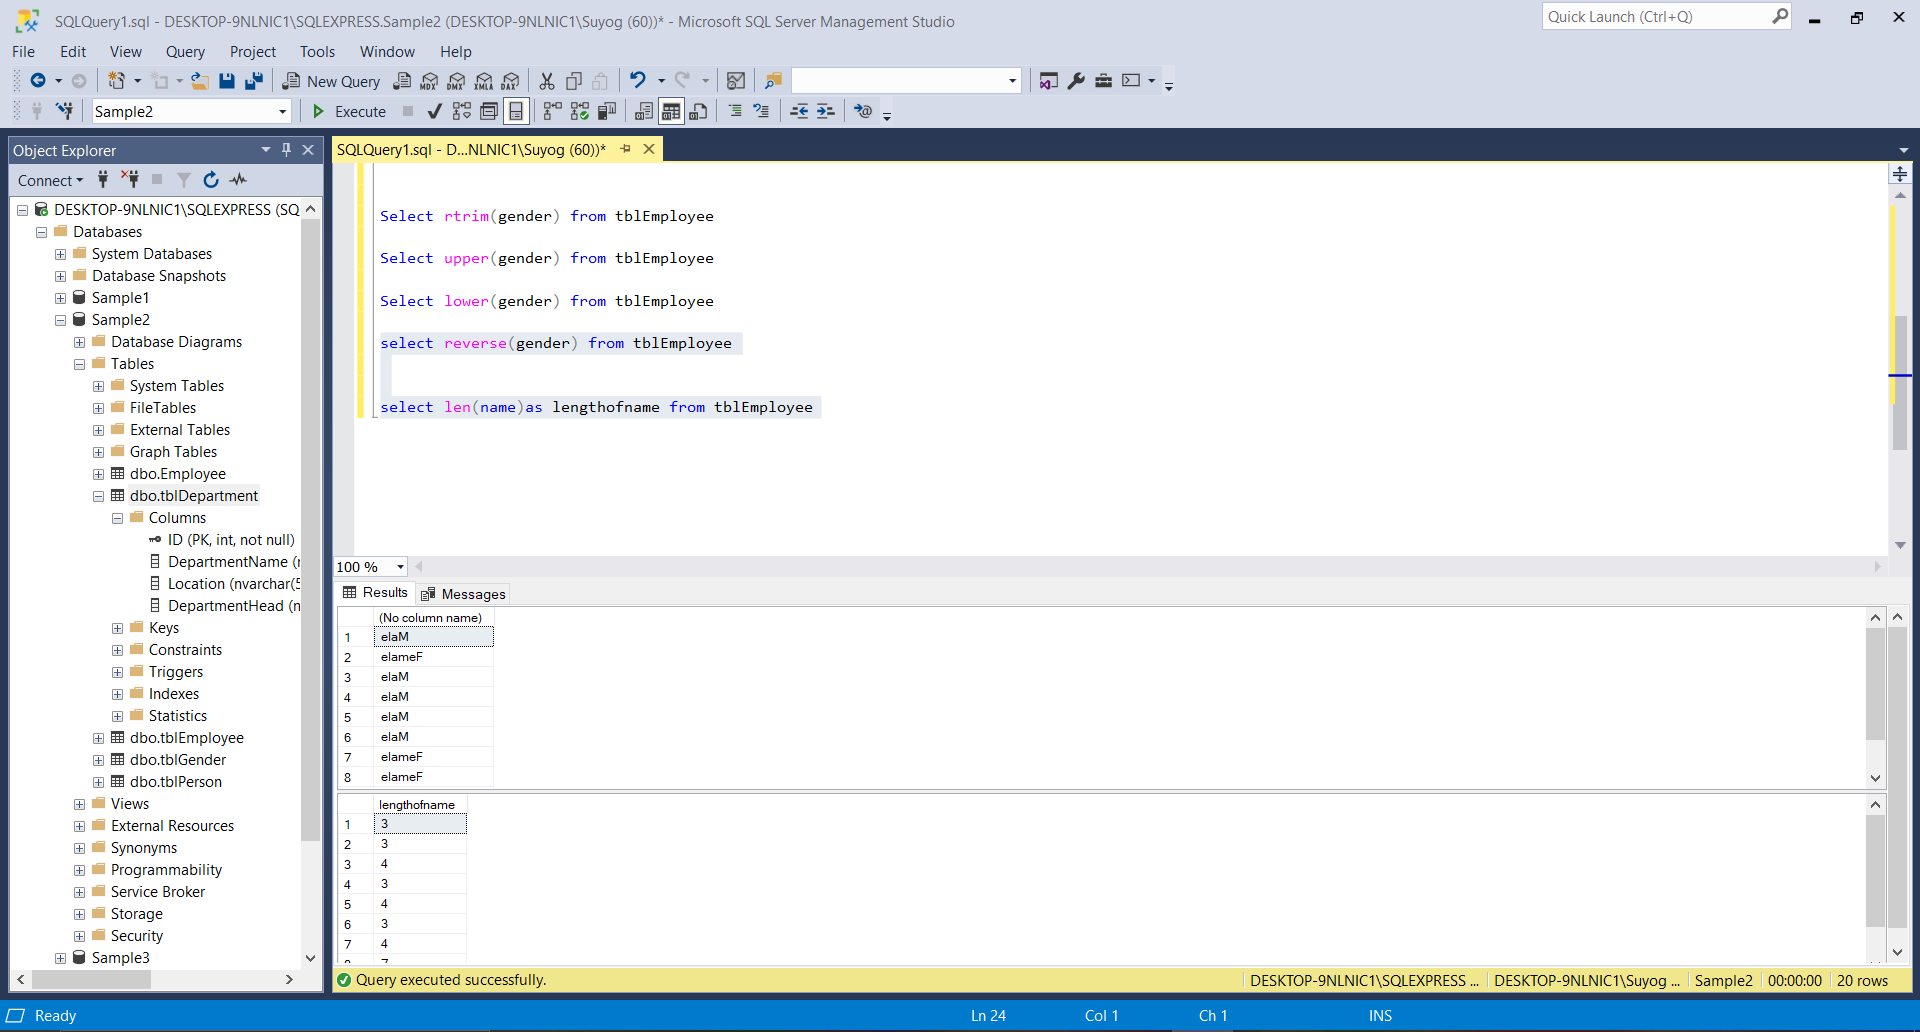 SQLQuery1.sql - DESKTOP-9NLNIC1\SQLEXPRESS.Sample2 (DESKTOP-9NLNIC1\Suyog (60))* - Microsoft SQL Server Management Studio
Quick Launch (Ctrl+Q)
File Edit View Query Project Tools Window Help
New Query MDX DMX XMLA DAX
Sample2 Execute
Object Explorer
Connect
DESKTOP-9NLNIC1\SQLEXPRESS (SQ
Databases
System Databases
Database Snapshots
Sample1
Sample2
Database Diagrams
Tables
System Tables
FileTables
External Tables
Graph Tables
dbo.Employee
dbo.tblDepartment
Columns
ID (PK, int, not null)
DepartmentName (
Location (nvarchar(5
DepartmentHead (n
Keys
Constraints
Triggers
Indexes
Statistics
dbo.tblEmployee
dbo.tblGender
dbo.tblPerson
Views
External Resources
Synonyms
Programmability
Service Broker
Storage
Security
Sample3
SQLQuery1.sql - D...NLNIC1\Suyog (60))*
Select rtrim(gender) from tblEmployee
Select upper(gender) from tblEmployee
Select lower(gender) from tblEmployee
select reverse(gender) from tblEmployee
select len(name)as lengthofname from tblEmployee
100 %
Results Messages
(No column name)
1 elaM
2 elameF
3 elaM
4 elaM
5 elaM
6 elaM
7 elameF
8 elameF
lengthofname
1 3
2 3
3 4
4 3
5 4
6 3
7 4
Query executed successfully.
DESKTOP-9NLNIC1\SQLEXPRESS ... DESKTOP-9NLNIC1\Suyog ... Sample2 00:00:00 20 rows
Ready Ln 24 Col 1 Ch 1 INS